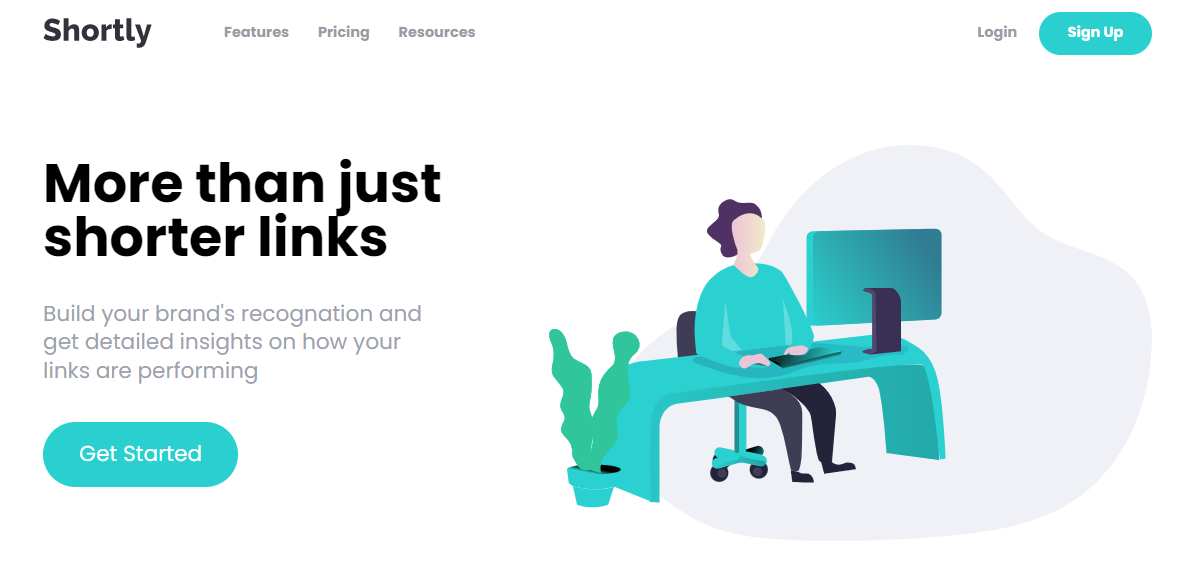 Shortly Features Pricing Resources Login Sign Up
More than just
shorter links
Build your brand's recognation and
get detailed insights on how your
links are performing
Get Started